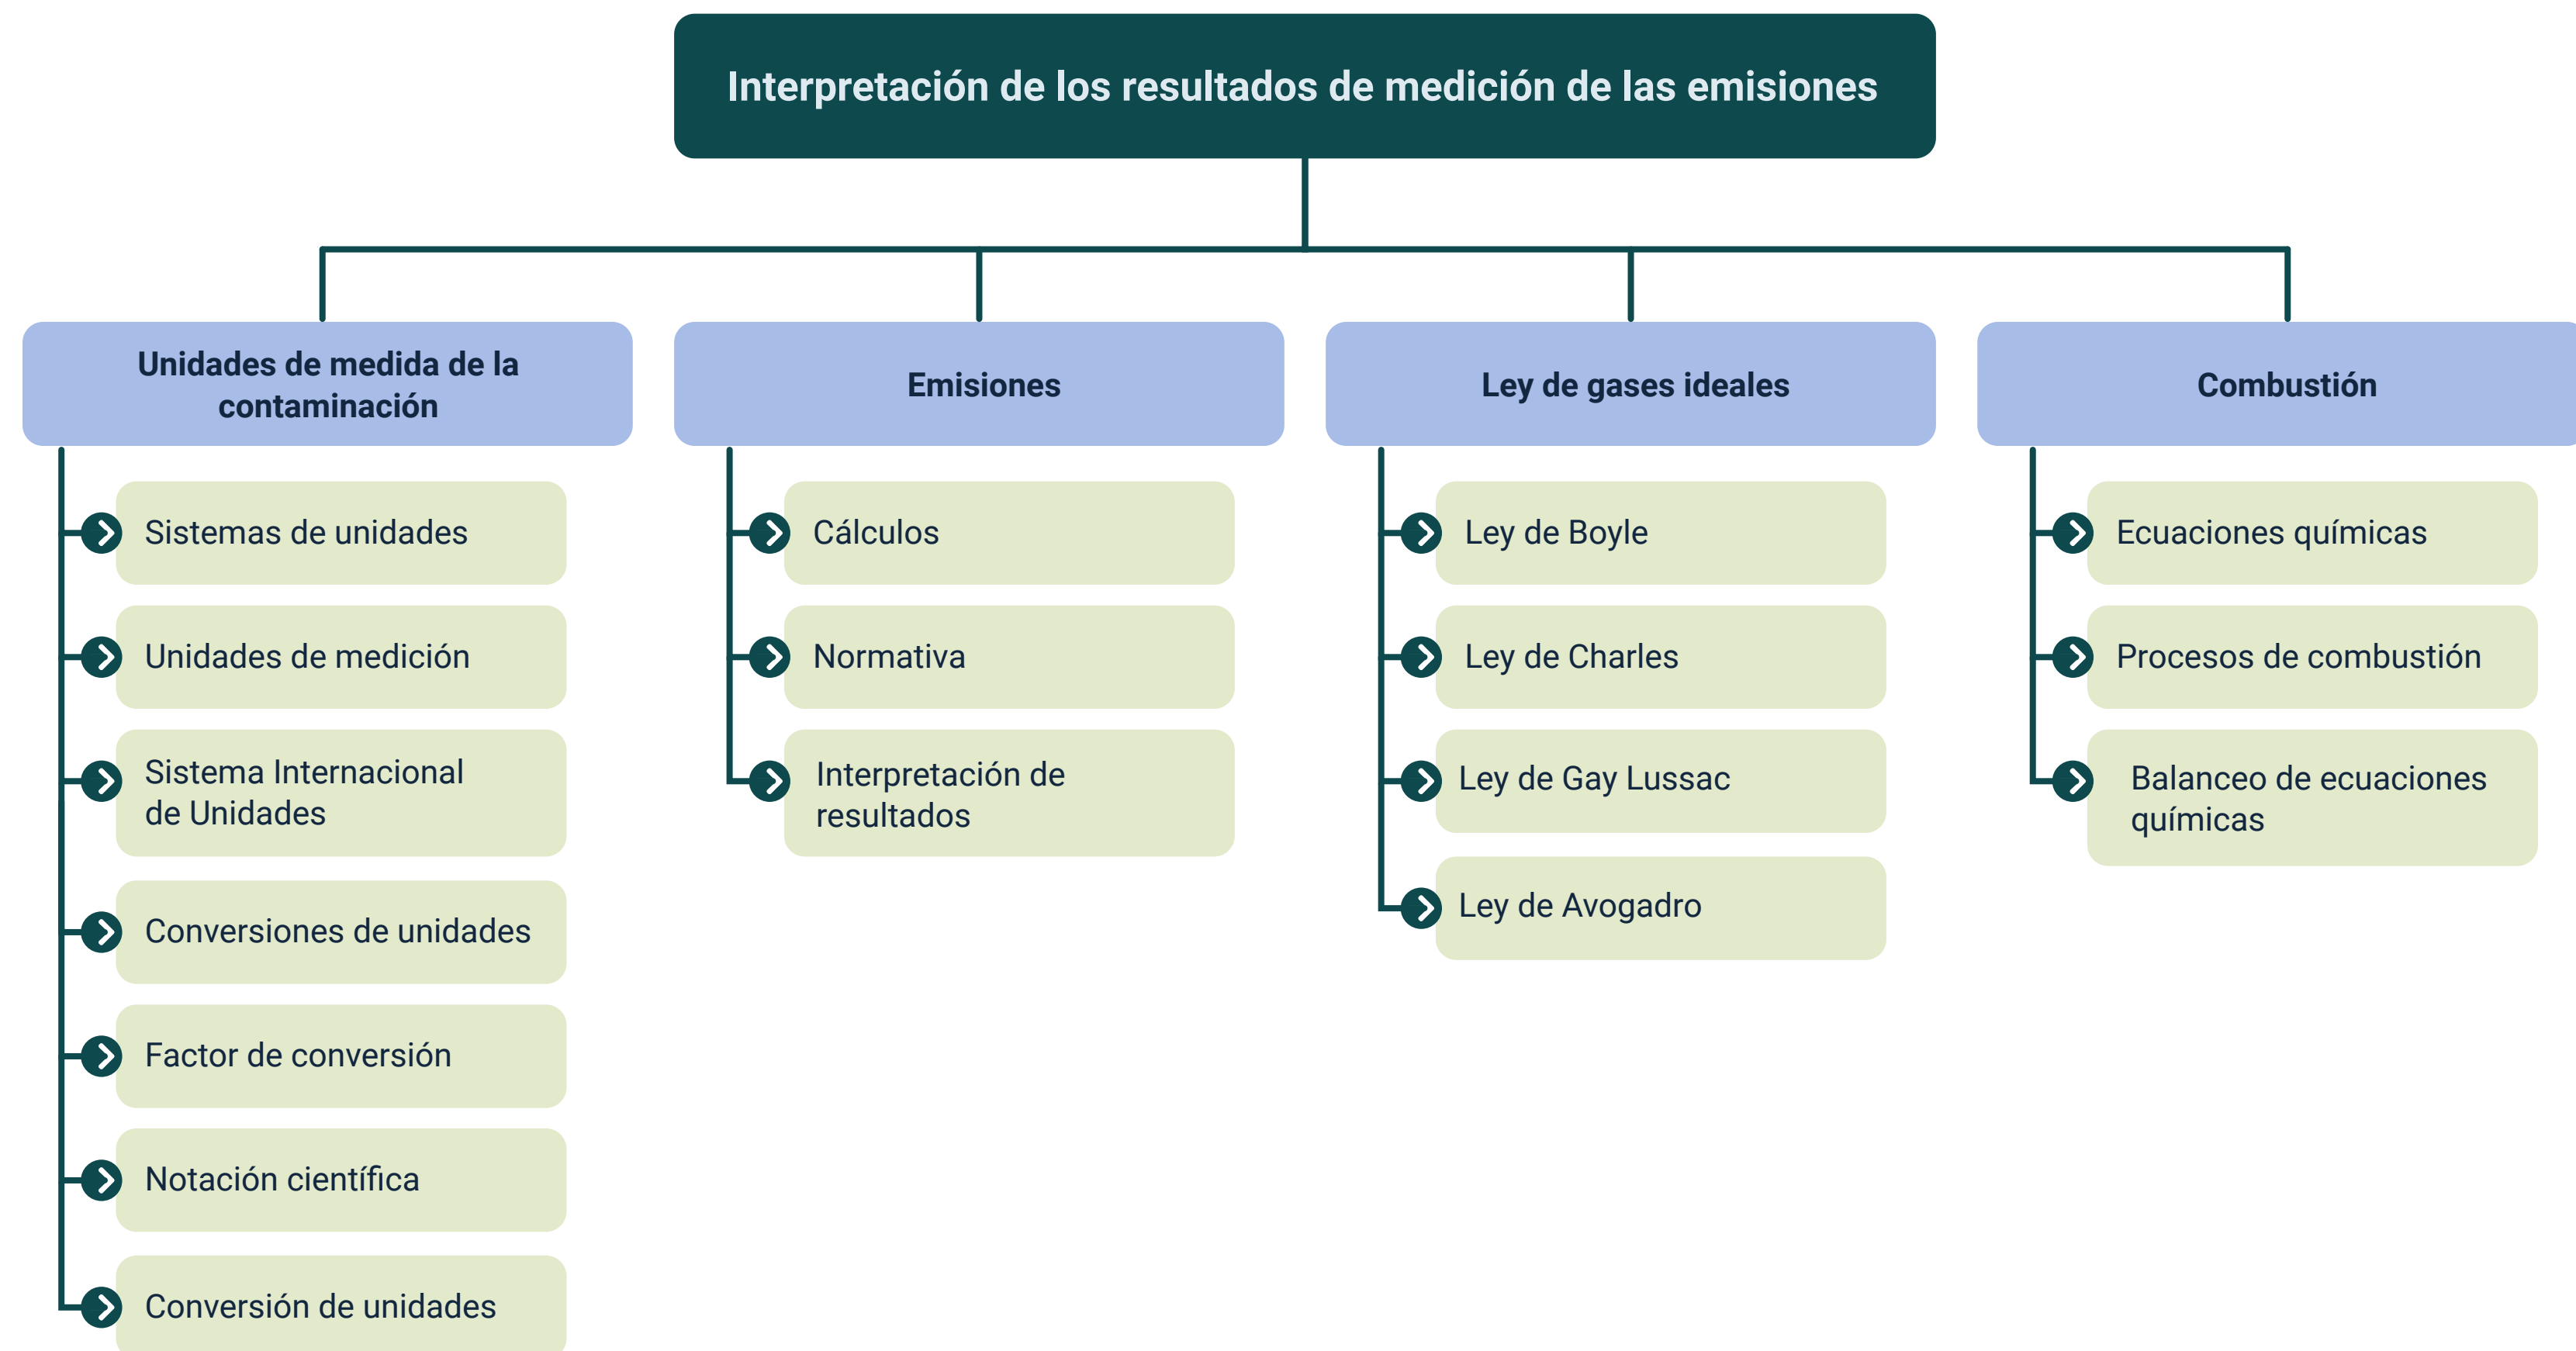 Interpretación de los resultados de medición de las emisiones
Unidades de medida de la
contaminación
Sistemas de unidades
Unidades de medición
Sistema Internacional
de Unidades
Conversiones de unidades
Factor de conversión
Notación científica
Conversión de unidades
Emisiones
Cálculos
Normativa
Interpretación de
resultados
Ley de gases ideales
Ley de Boyle
Ley de Charles
Ley de Gay Lussac
Ley de Avogadro
Combustión
Ecuaciones químicas
Procesos de combustión
Balanceo de ecuaciones
químicas